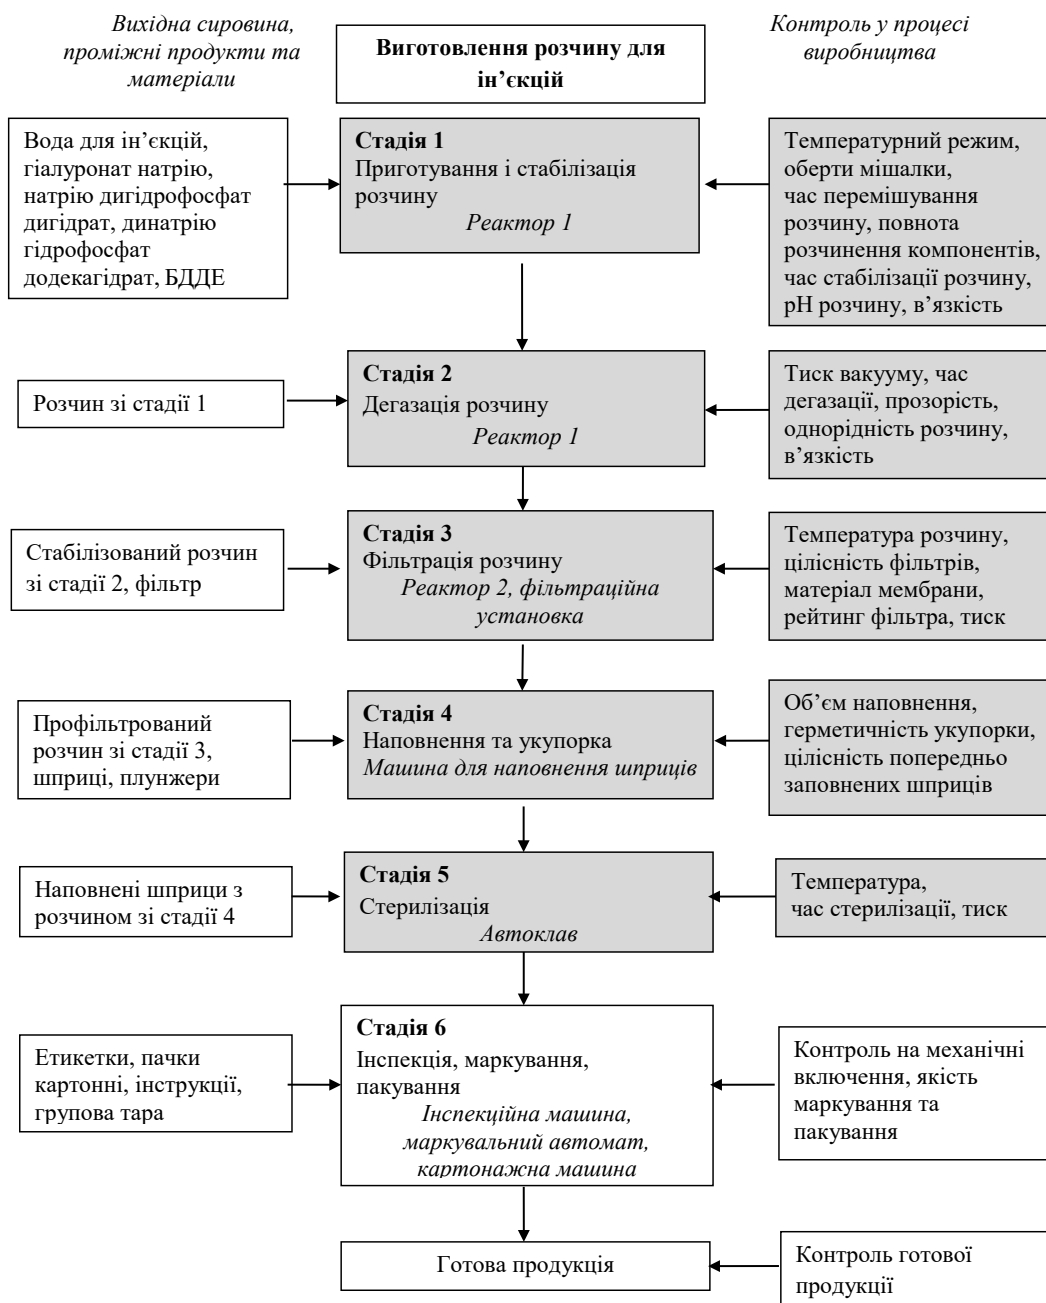 Вихідна сировина,
проміжні продукти та
матеріали
Виготовлення розчину для
ін’єкцій
Контроль у процесі
виробництва
Вода для ін’єкцій,
гіалуронат натрію,
натрію дигідрофосфат
дигідрат, динатрію
гідрофосфат
додекагідрат, БДДЕ
Стадія 1
Приготування і стабілізація
розчину
Реактор 1
Температурний режим,
оберти мішалки,
час перемішування
розчину, повнота
розчинення компонентів,
час стабілізації розчину,
рН розчину, в’язкість
Розчин зі стадії 1
Стадія 2
Дегазація розчину
Реактор 1
Тиск вакууму, час
дегазації, прозорість,
однорідність розчину,
в’язкість
Стабілізований розчин
зі стадії 2, фільтр
Стадія 3
Фільтрація розчину
Реактор 2, фільтраційна
установка
Температура розчину,
цілісність фільтрів,
матеріал мембрани,
рейтинг фільтра, тиск
Профільтрований
розчин зі стадії 3,
шприці, плунжери
Стадія 4
Наповнення та укупорка
Машина для наповнення шприців
Об’єм наповнення,
герметичність укупорки,
цілісність попередньо
заповнених шприців
Наповнені шприци з
розчином зі стадії 4
Стадія 5
Стерилізація
Автоклав
Температура,
час стерилізації, тиск
Етикетки, пачки
картонні, інструкції,
групова тара
Стадія 6
Інспекція, маркування,
пакування
Інспекційна машина,
маркувальний автомат,
картонажна машина
Контроль на механічні
включення, якість
маркування та
пакування
Готова продукція
Контроль готової
продукції